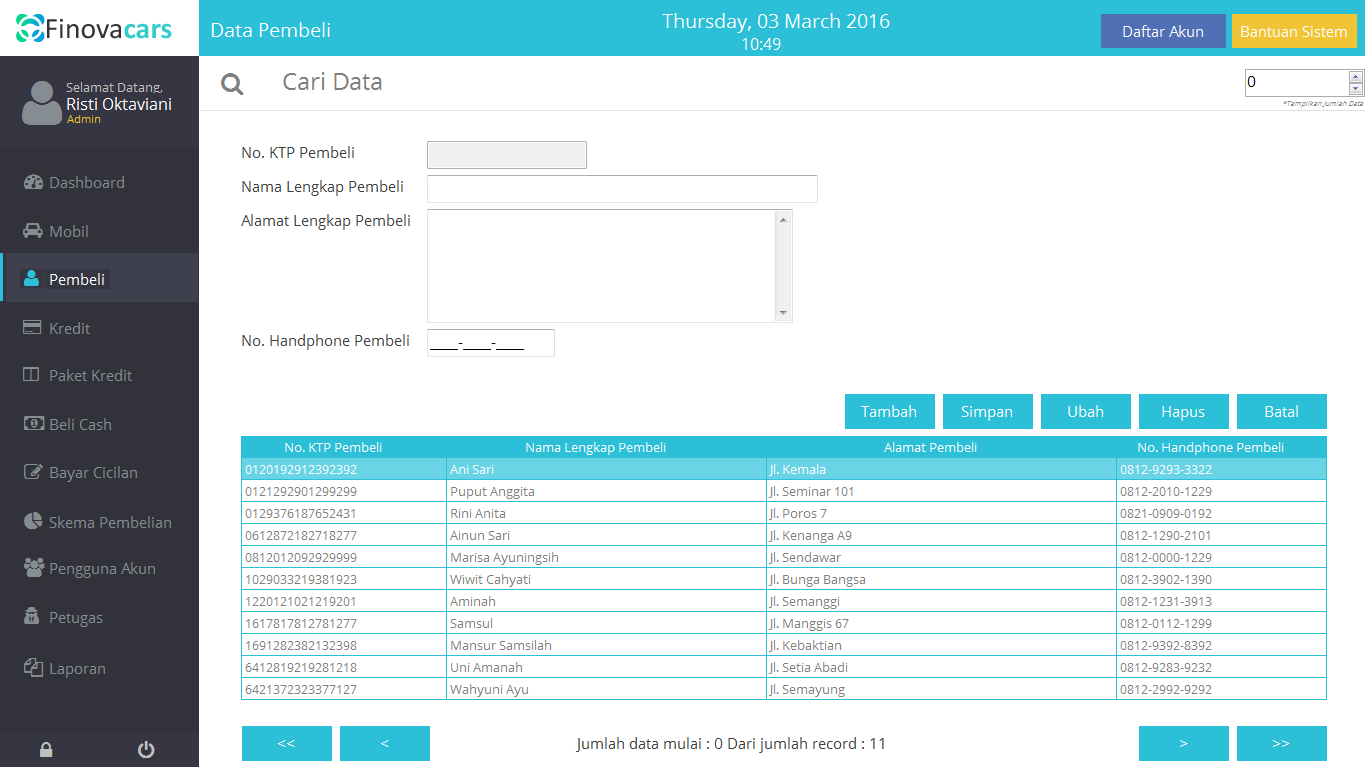 Finovacars
Data Pembeli
Thursday, 03 March 2016
10:49
Daftar Akun
Bantuan Sistem
Selamat Datang,
Risti Oktaviani
Admin
Cari Data
0
*Tampilkan Jumlah Data
Dashboard
Mobil
Pembeli
Kredit
Paket Kredit
Beli Cash
Bayar Cicilan
Skema Pembelian
Pengguna Akun
Petugas
Laporan
No. KTP Pembeli
Nama Lengkap Pembeli
Alamat Lengkap Pembeli
No. Handphone Pembeli
____-____-____
Tambah Simpan Ubah Hapus Batal
No. KTP Pembeli Nama Lengkap Pembeli Alamat Pembeli No. Handphone Pembeli
0120192912392392 Ani Sari Jl. Kemala 0812-9293-3322
0121292901299299 Puput Anggita Jl. Seminar 101 0812-2010-1229
0129376187652431 Rini Anita Jl. Poros 7 0821-0909-0192
0612872182718277 Ainun Sari Jl. Kenanga A9 0812-1290-2101
0812012092929999 Marisa Ayuningsih Jl. Sendawar 0812-0000-1229
1029033219381923 Wiwit Cahyati Jl. Bunga Bangsa 0812-3902-1390
1220121021219201 Aminah Jl. Semanggi 0812-1231-3913
1617817812781277 Samsul Jl. Manggis 67 0812-0112-1299
1691282382132398 Mansur Samsilah Jl. Kebaktian 0812-9392-8392
6412819219281218 Uni Amanah Jl. Setia Abadi 0812-9283-9232
6421372323377127 Wahyuni Ayu Jl. Semayung 0812-2992-9292
<< < Jumlah data mulai : 0 Dari jumlah record : 11 > >>